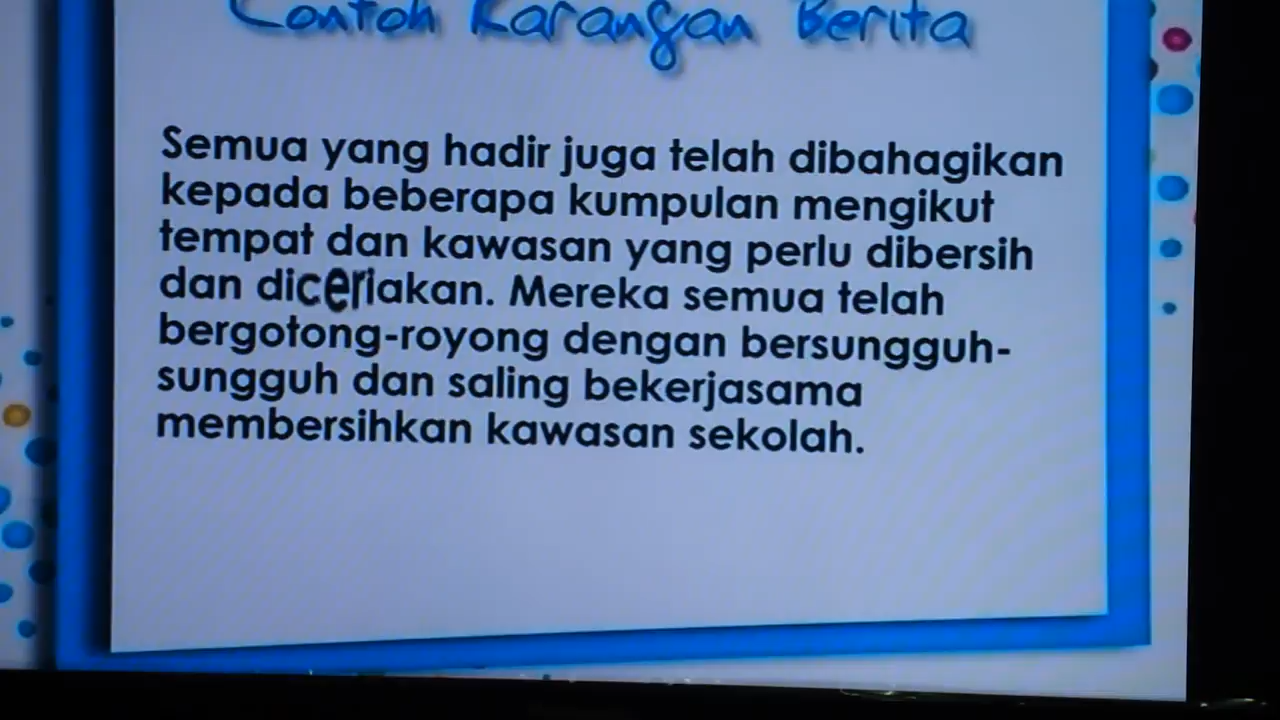 Contoh Karangan Berita
Semua yang hadir juga telah dibahagikan
kepada beberapa kumpulan mengikut
tempat dan kawasan yang perlu dibersih
dan diceriakan. Mereka semua telah
bergotong-royong dengan bersungguh-
sungguh dan saling bekerjasama
membersihkan kawasan sekolah.